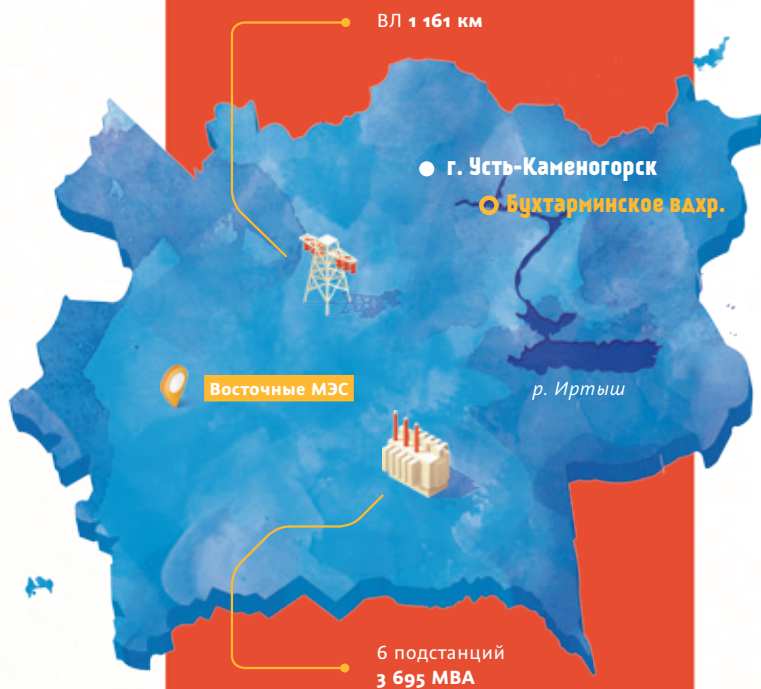 ВЛ 1 161 км
г. Усть-Каменогорск
Бухтарминское вдхр.
Восточные МЭС
р. Иртыш
6 подстанций
3 695 МВА